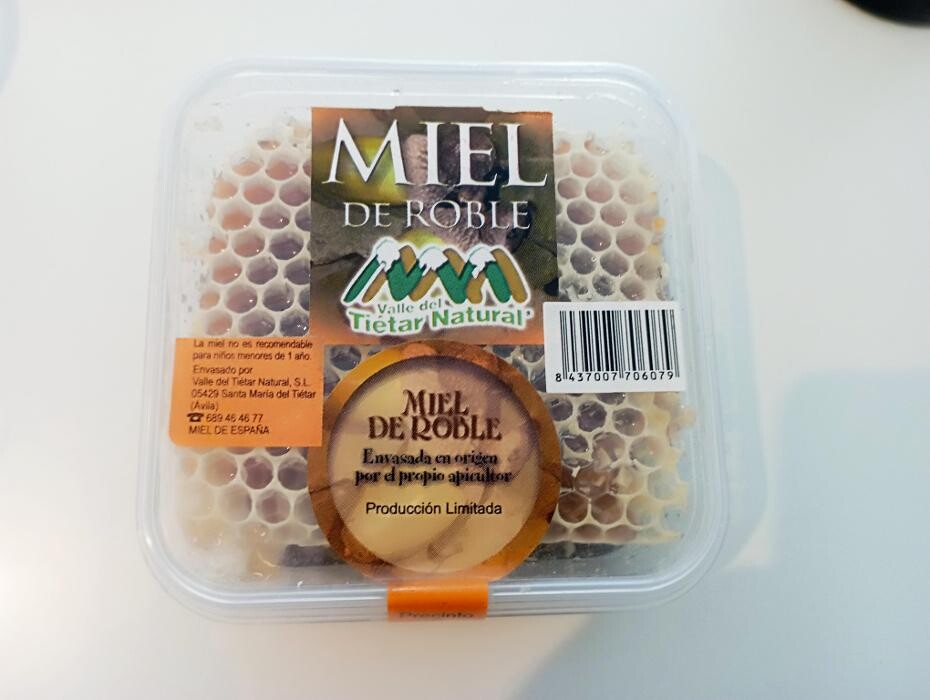 MIEL
DE ROBLE
Valle del
Tiétar Natural
La miel no es recomendable
para niños menores de 1 año.
Envasado por
Valle del Tiétar Natural, S.L.
05429 Santa María del Tiétar
(Ávila)
☎ 689 46 46 77
MIEL DE ESPAÑA
8 437007 706079
MIEL
DE ROBLE
Envasada en origen
por el propio apicultor
Producción Limitada
Precinto